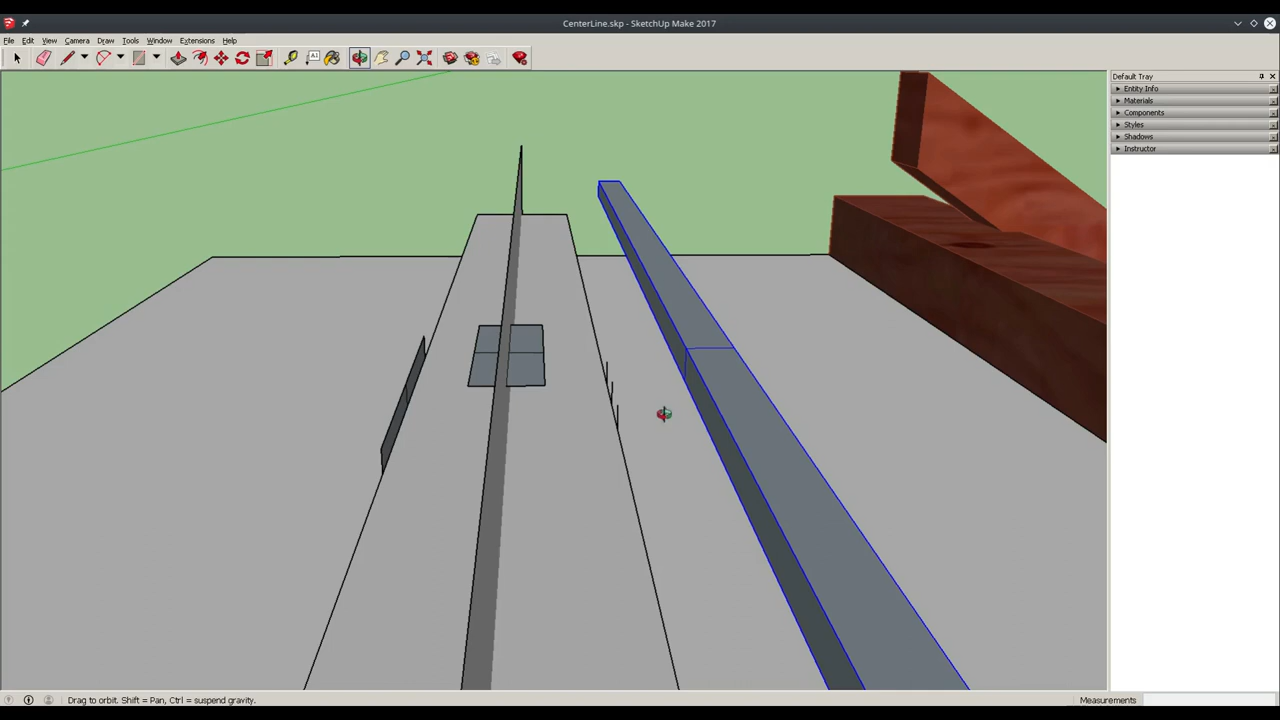 CenterLine.skp - SketchUp Make 2017
File Edit View Camera Draw Tools Window Extensions Help
A1
Default Tray
Entity Info
Materials
Components
Styles
Shadows
Instructor
Drag to orbit. Shift = Pan, Ctrl = suspend gravity.
Measurements